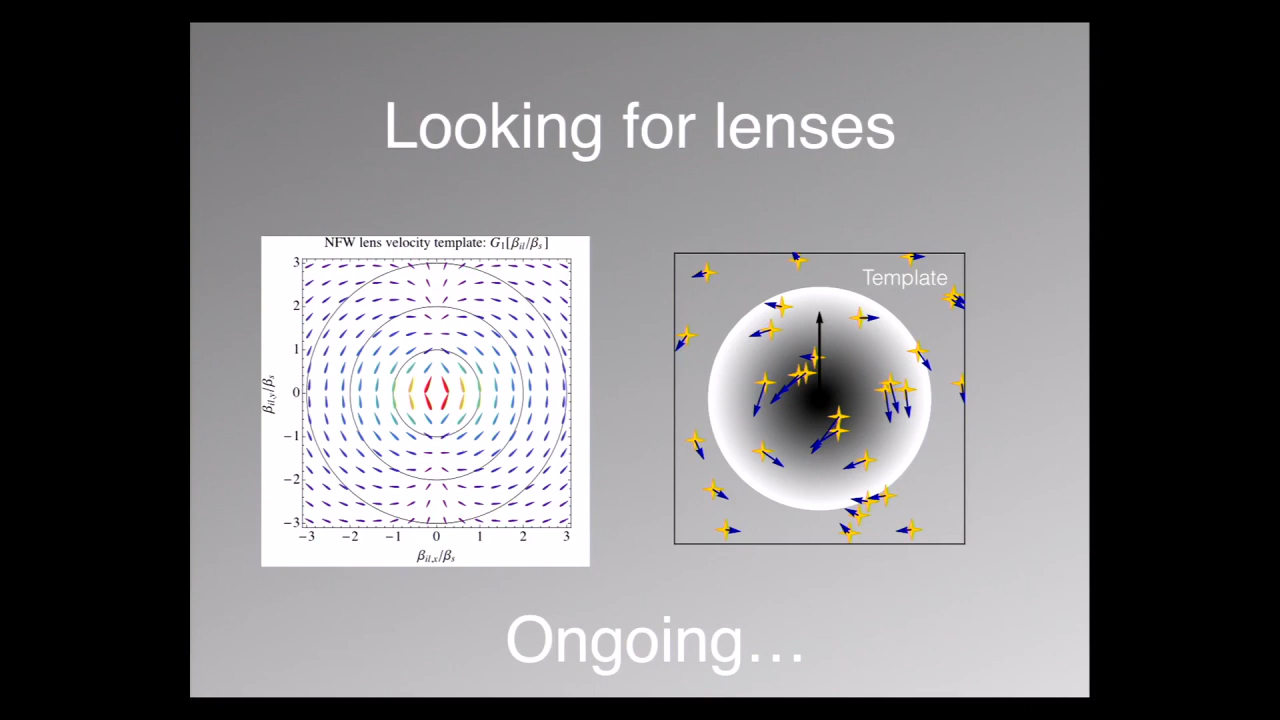 Looking for lenses
NFW lens velocity template: G₁[βᵢₗ/βₛ]
Template
3
2
1
0
−1
−2
−3
βᵢₗ,y/βₛ
−3 −2 −1 0 1 2 3
βᵢₗ,ₓ/βₛ
Ongoing…